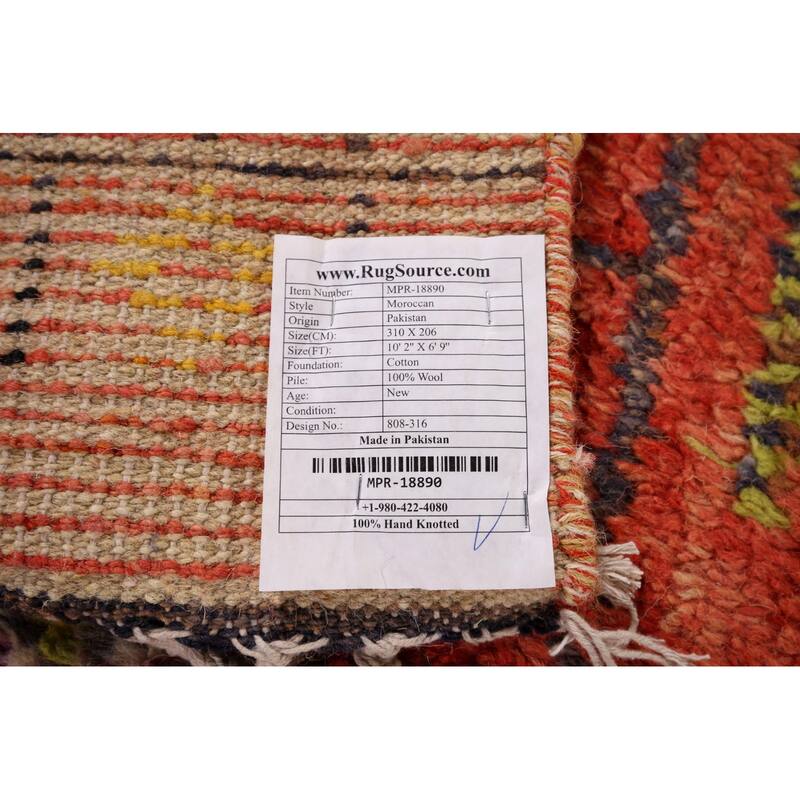 www.RugSource.com
Item Number: MPR-18890
Style Moroccan
Origin Pakistan
Size(CM): 310 X 206
Size(FT): 10' 2" X 6' 9"
Foundation: Cotton
Pile: 100% Wool
Age: New
Condition:
Design No.: 808-316
Made in Pakistan
MPR-18890
+1-980-422-4080
100% Hand Knotted